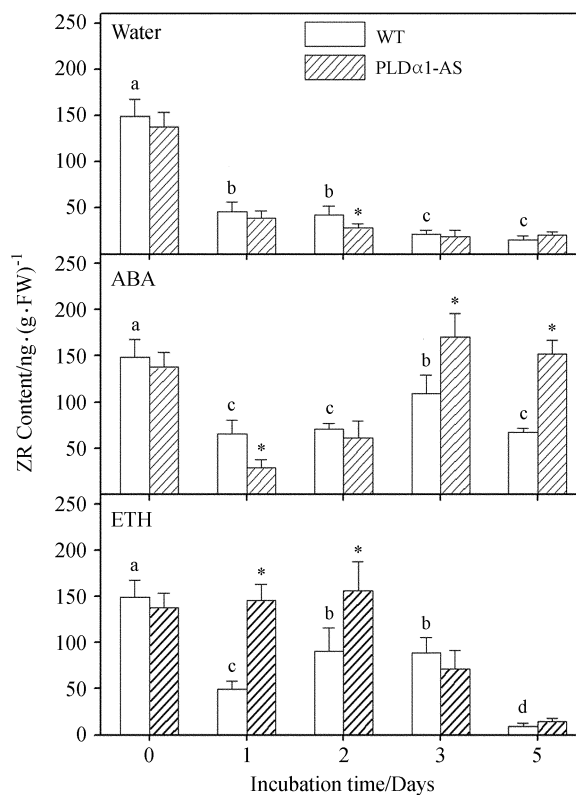 ZR Content/ng·(g·FW)⁻¹
Water
WT
PLDα1-AS
250
200
150
100
50
a
b
b
*
c
c
ABA
250
200
150
100
50
a
c
*
c
b
*
c
*
ETH
250
200
150
100
50
0
a
c
*
b
*
b
d
0 1 2 3 5
Incubation time/Days